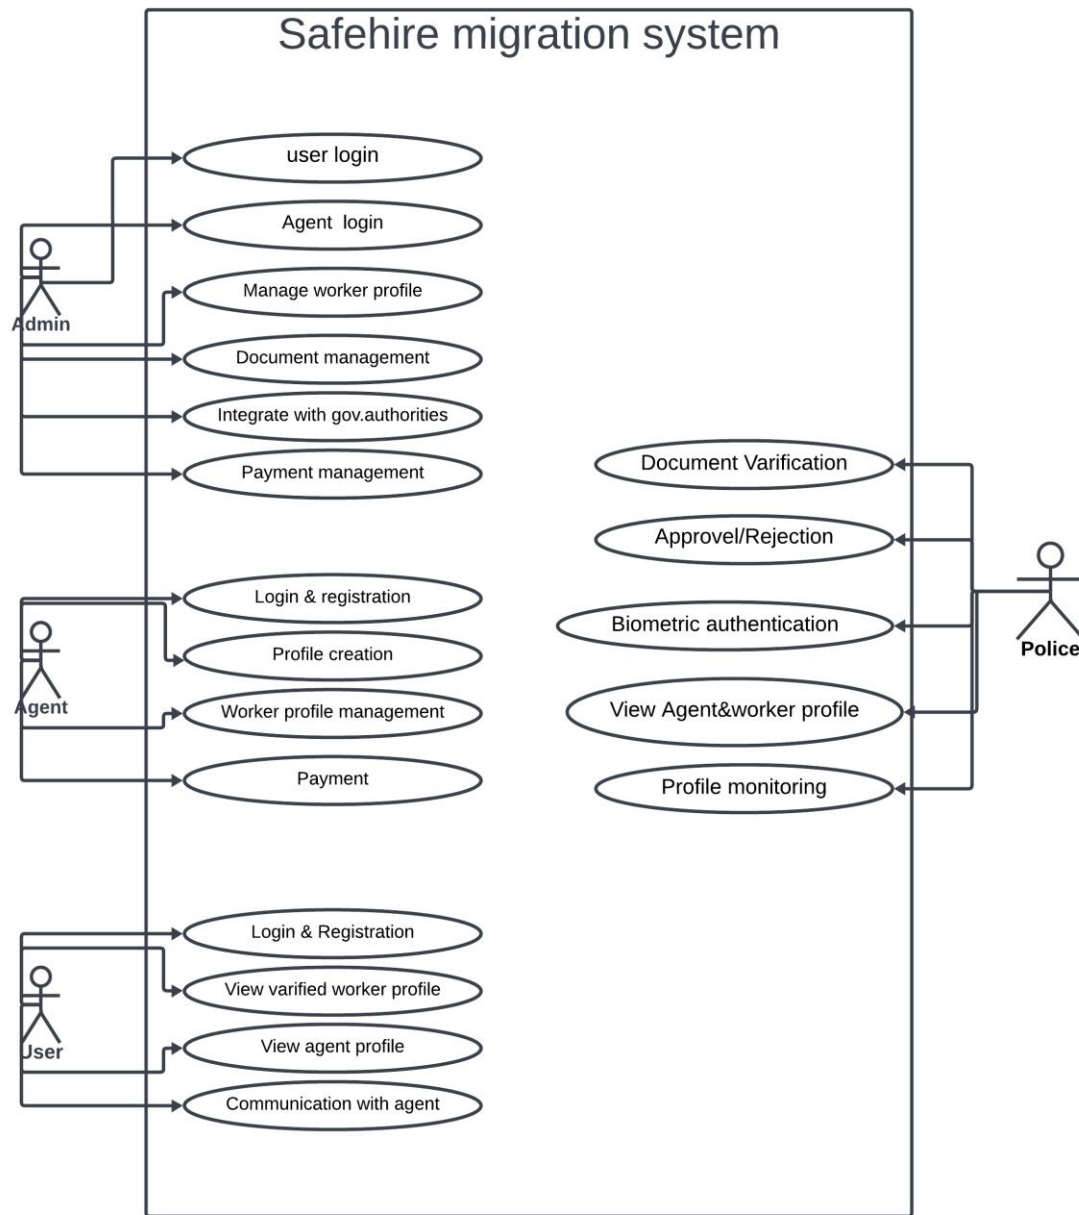 Safehire migration system
user login
Agent login
Manage worker profile
Admin
Document management
Integrate with gov.authorities
Payment management
Document Varification
Approvel/Rejection
Biometric authentication
Police
View Agent&worker profile
Profile monitoring
Login & registration
Profile creation
Agent
Worker profile management
Payment
Login & Registration
View varified worker profile
User
View agent profile
Communication with agent